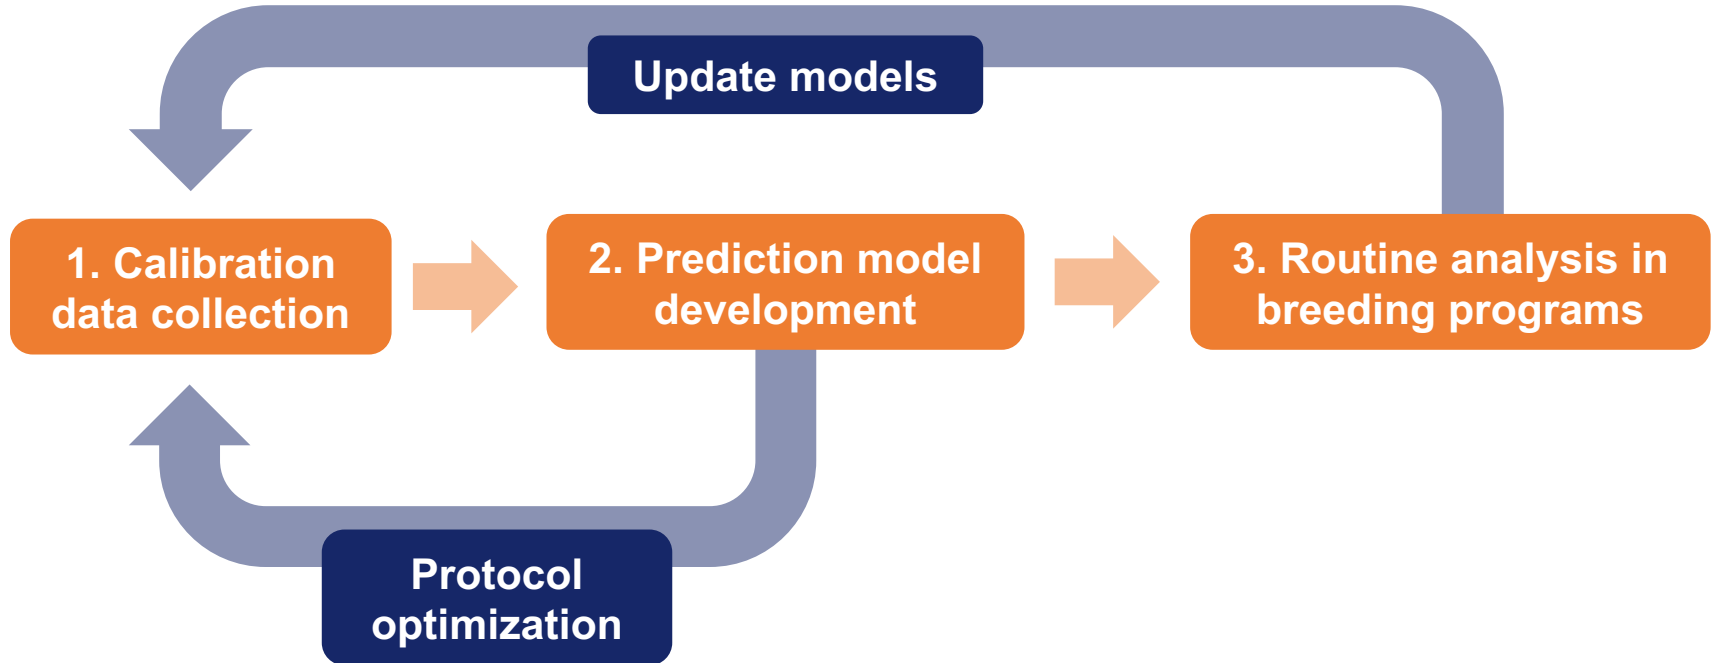 Update models
1. Calibration
data collection
2. Prediction model
development
3. Routine analysis in
breeding programs
Protocol
optimization